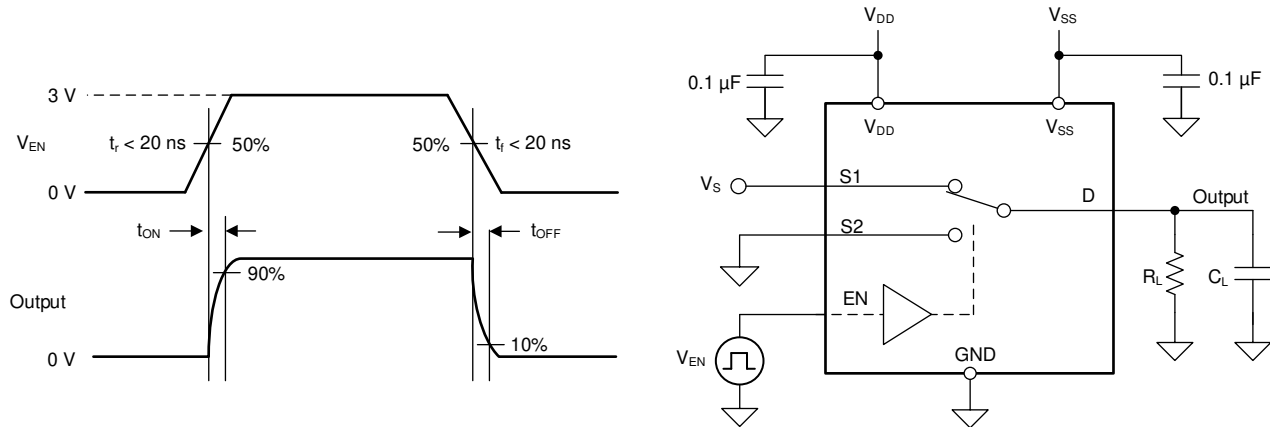 3 V
V_EN
t_r < 20 ns
50%
50%
t_f < 20 ns
0 V
t_ON
t_OFF
90%
Output
10%
0 V
V_DD
V_SS
0.1 µF
0.1 µF
V_DD
V_SS
V_S
S1
D
Output
S2
R_L
C_L
EN
V_EN
GND